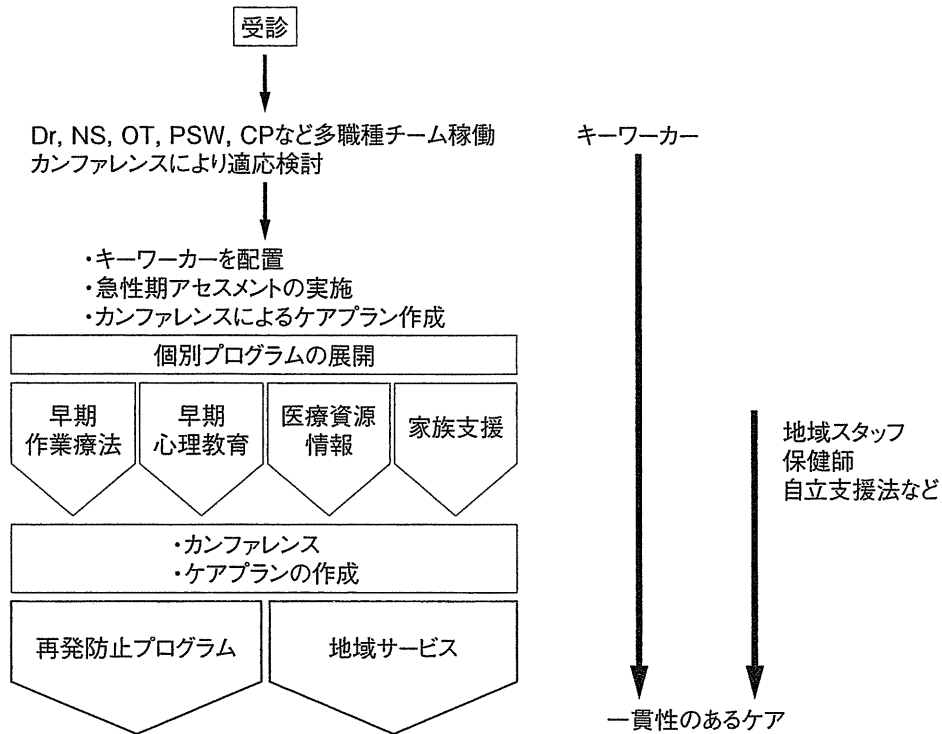 受診
Dr, NS, OT, PSW, CPなど多職種チーム稼働
カンファレンスにより適応検討
キーワーカー
・キーワーカーを配置
・急性期アセスメントの実施
・カンファレンスによるケアプラン作成
個別プログラムの展開
早期
作業療法
早期
心理教育
医療資源
情報
家族支援
地域スタッフ
保健師
自立支援法など
・カンファレンス
・ケアプランの作成
再発防止プログラム
地域サービス
一貫性のあるケア